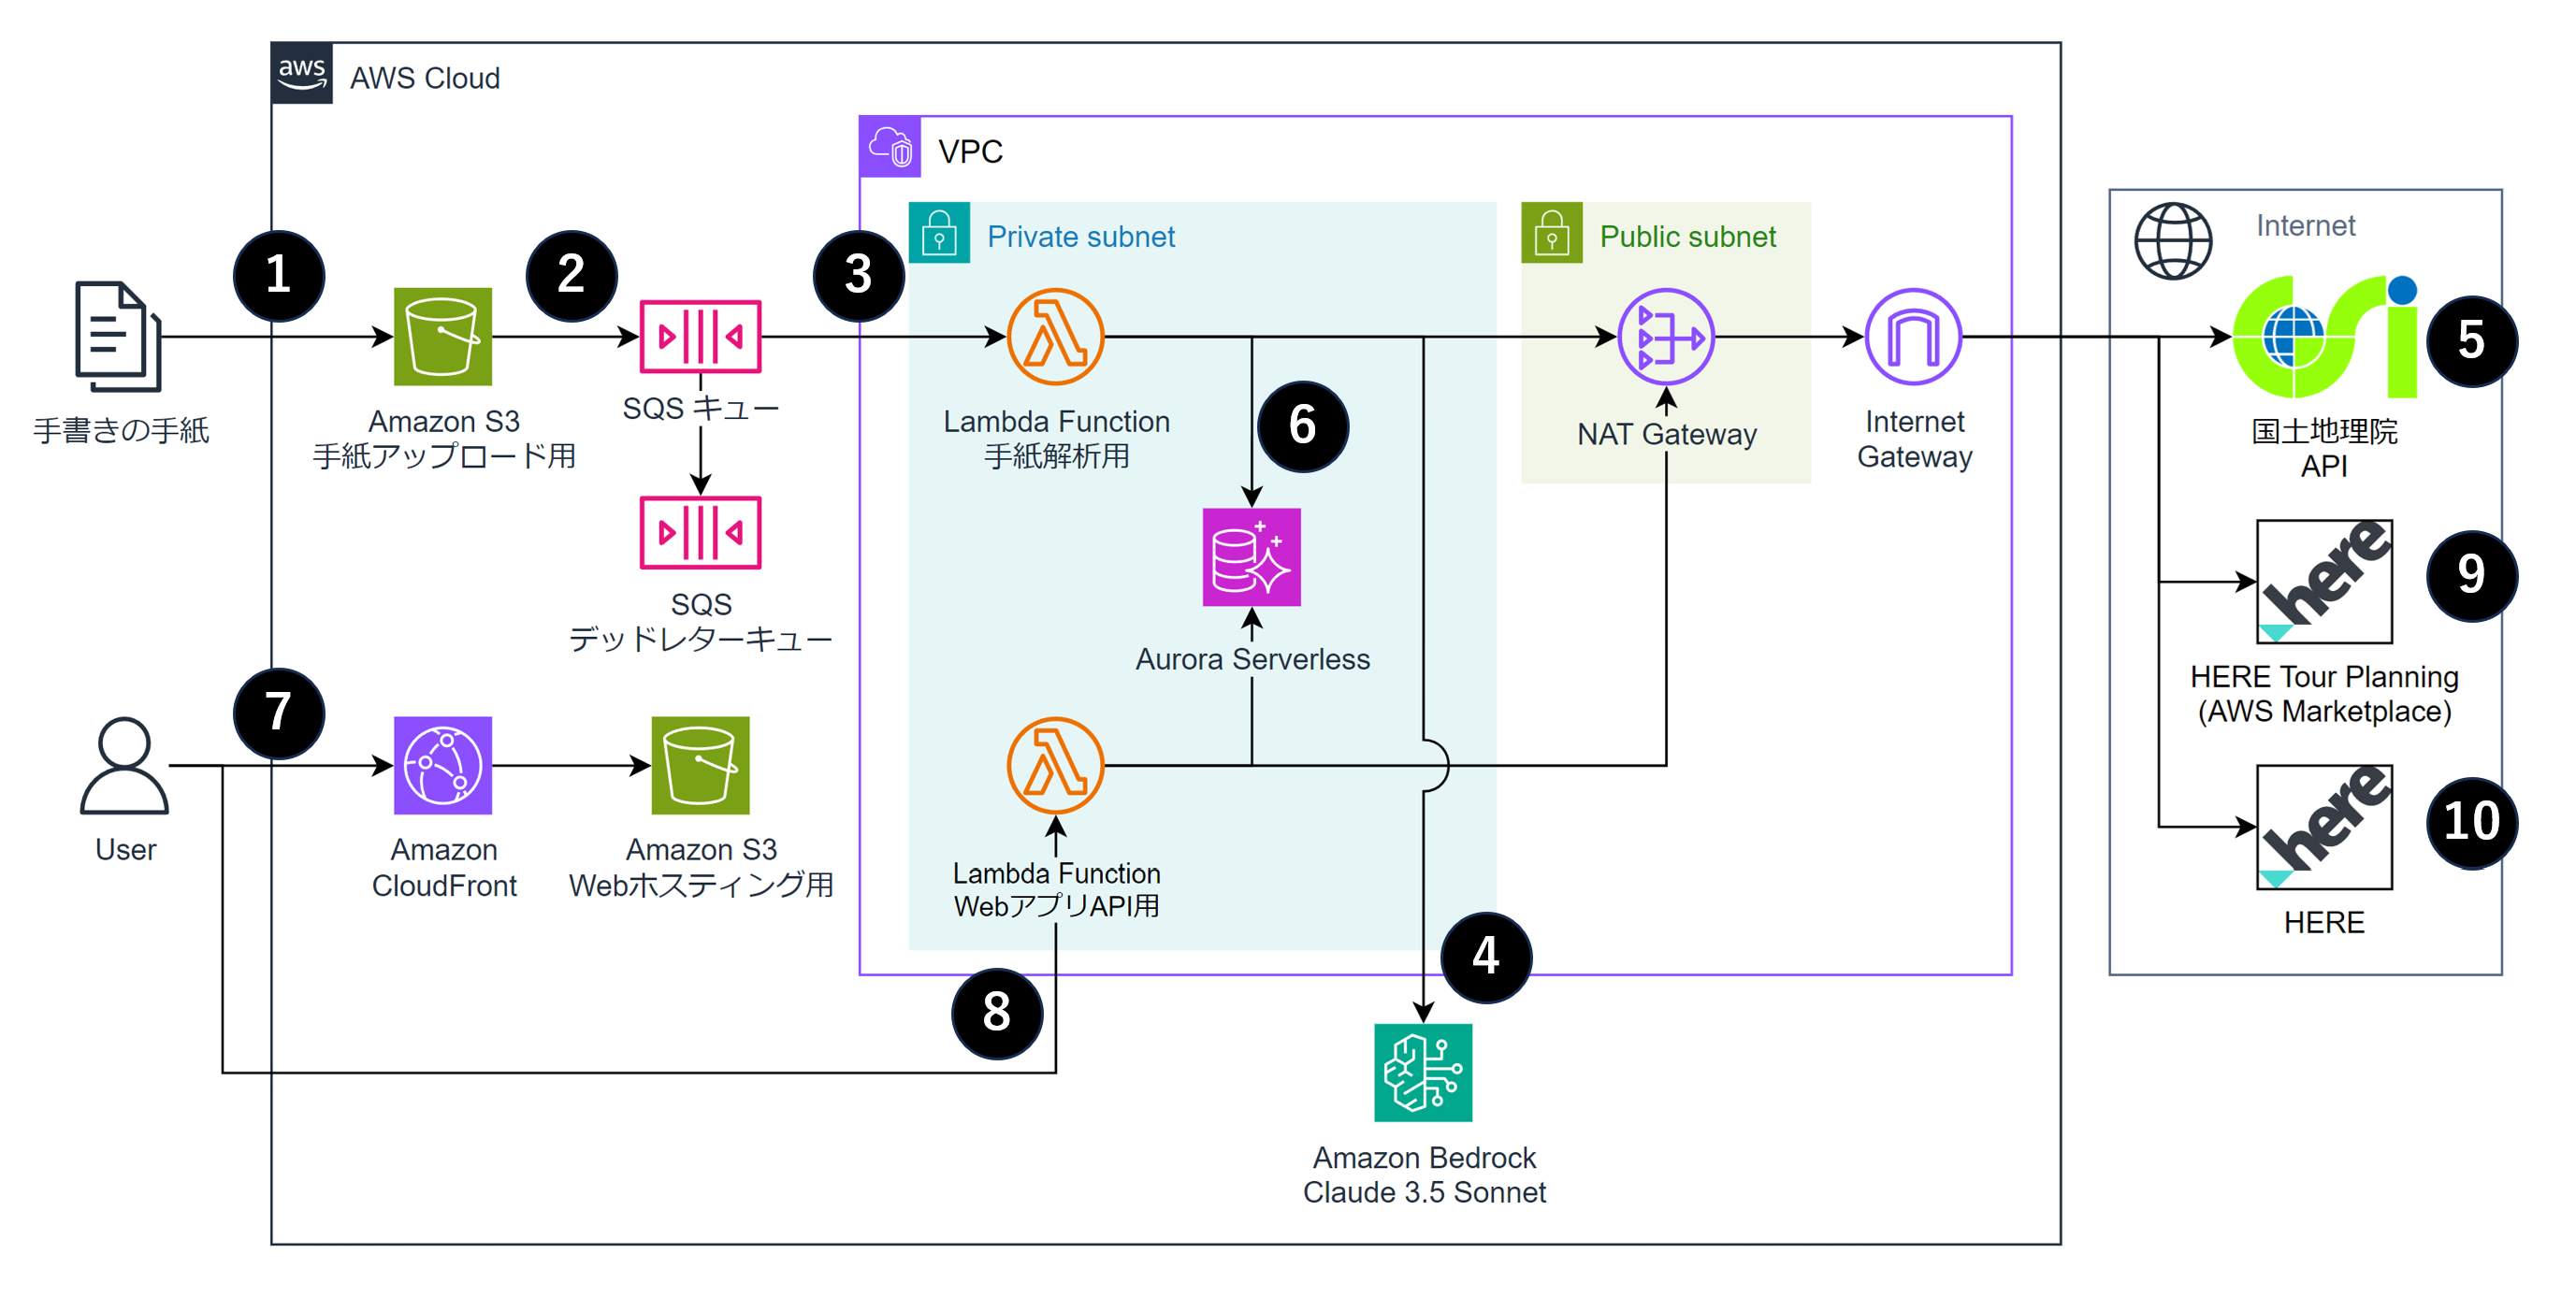 aws
AWS Cloud
VPC
Private subnet
Public subnet
Internet
1
2
3
手書きの手紙
Amazon S3
手紙アップロード用
SQS キュー
SQS
デッドレターキュー
Lambda Function
手紙解析用
6
Aurora Serverless
NAT Gateway
Internet
Gateway
5
国土地理院
API
here
9
HERE Tour Planning
(AWS Marketplace)
here
10
HERE
7
User
Amazon
CloudFront
Amazon S3
Webホスティング用
Lambda Function
WebアプリAPI用
8
4
Amazon Bedrock
Claude 3.5 Sonnet